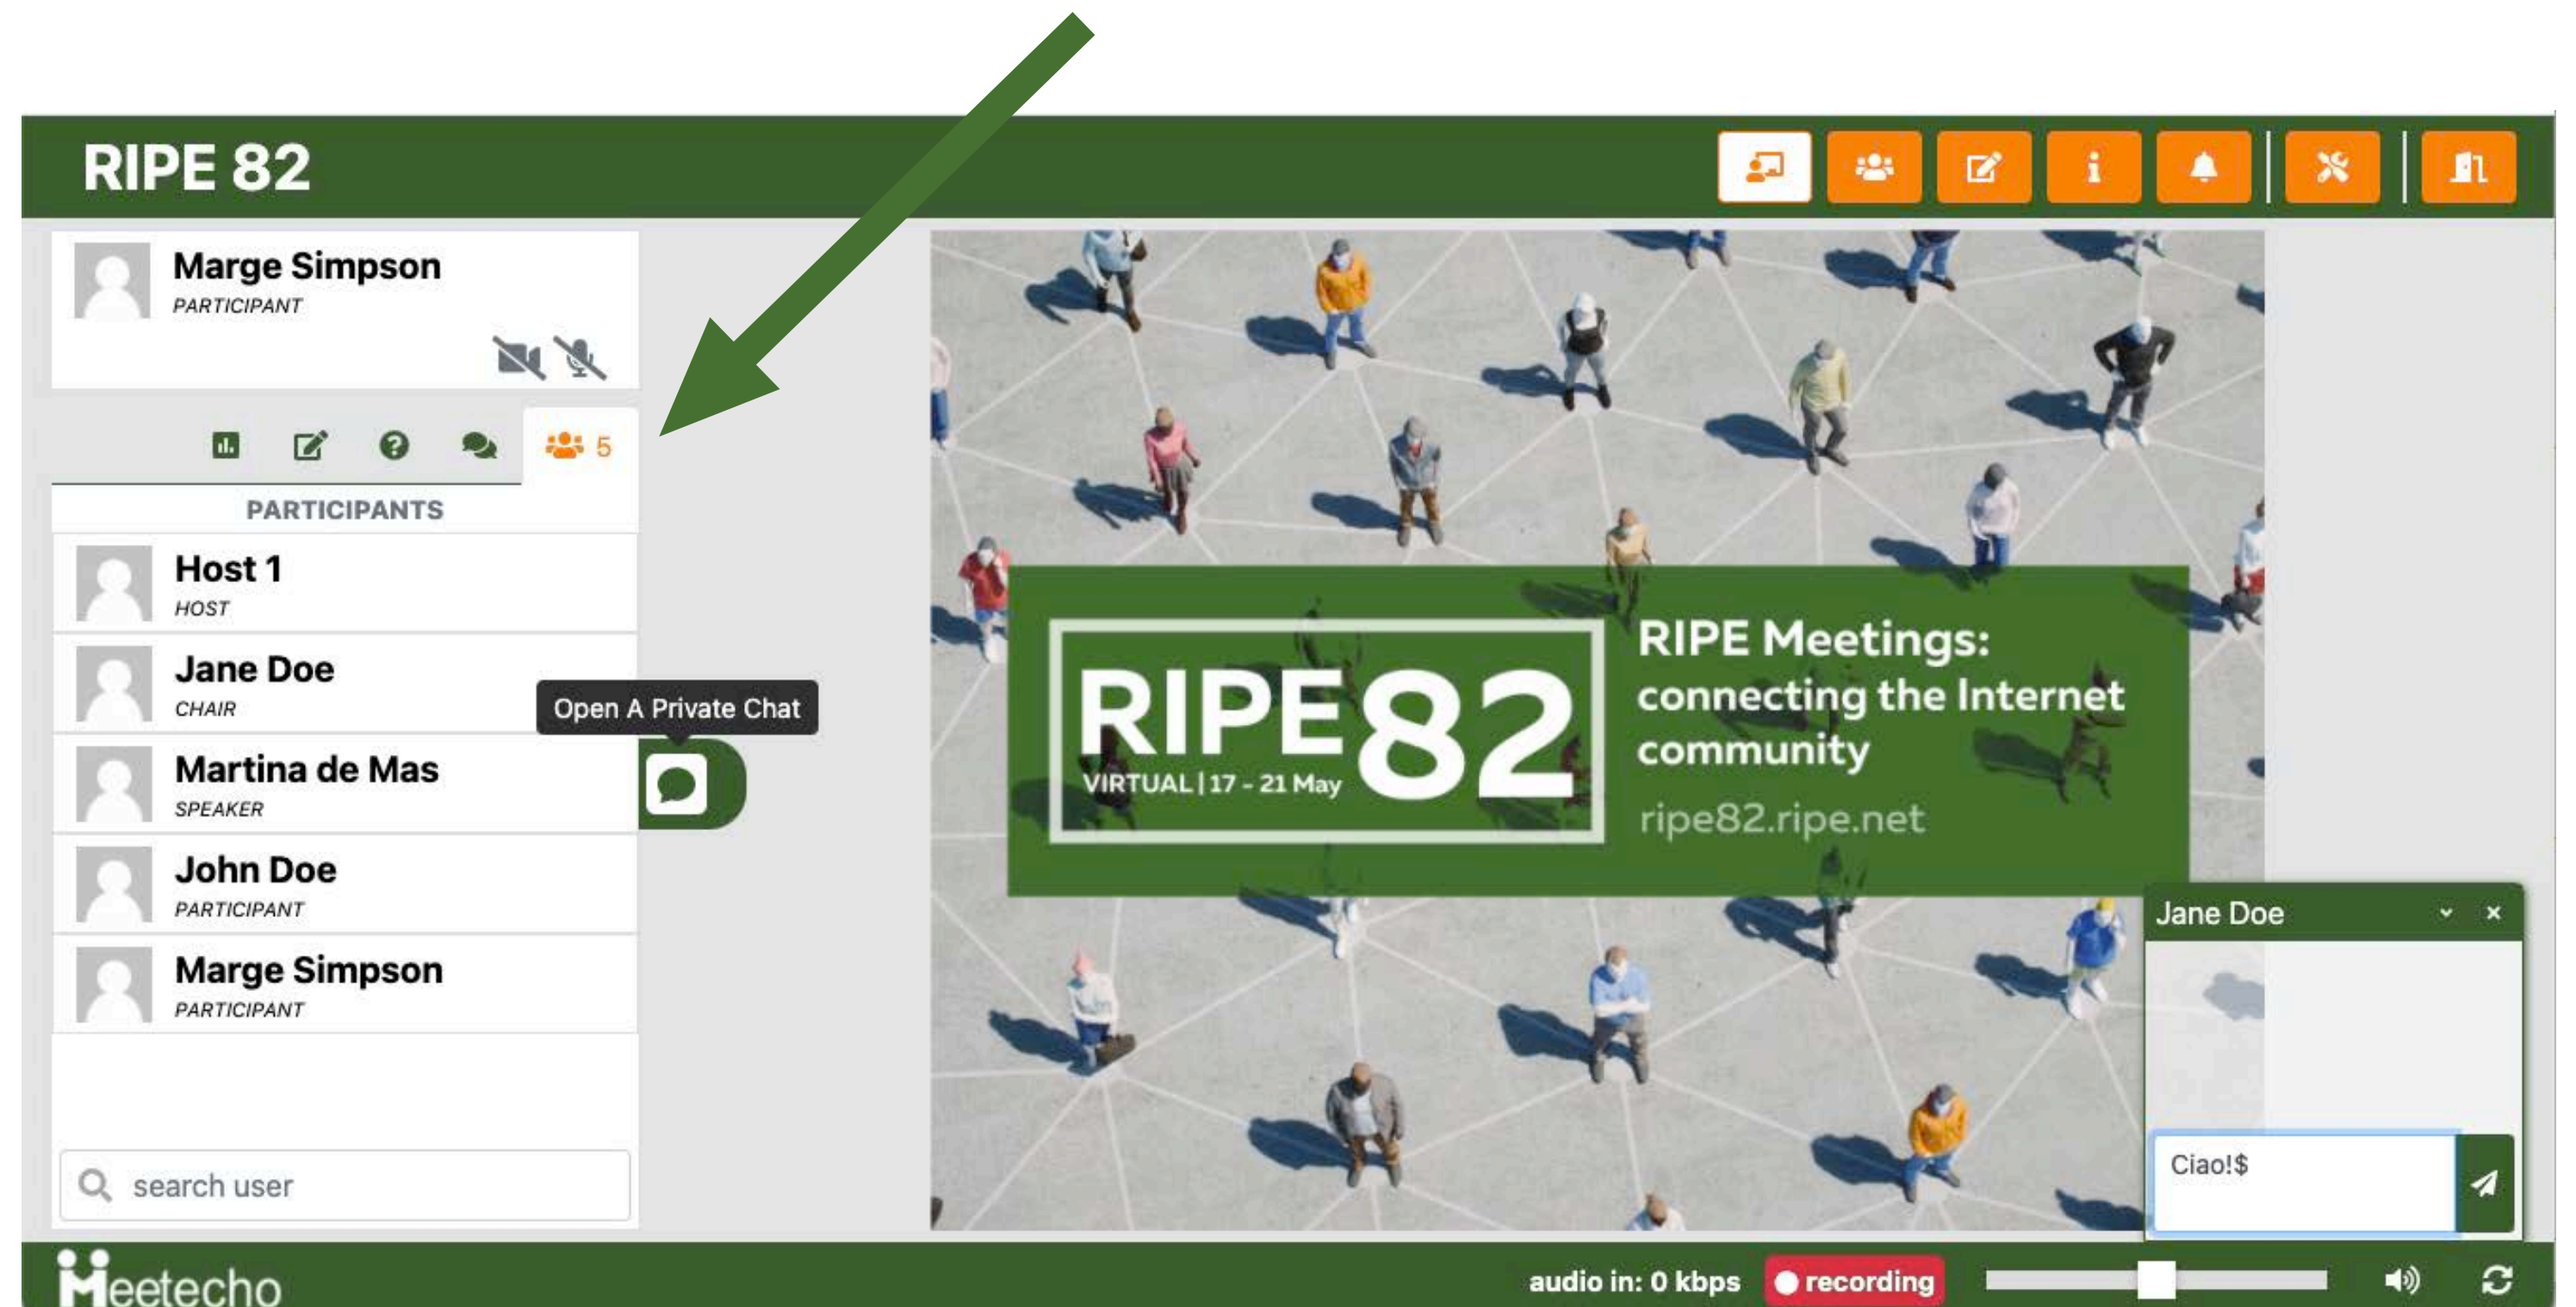 RIPE 82
Marge Simpson
PARTICIPANT
5
PARTICIPANTS
Host 1
HOST
Jane Doe
CHAIR
Open A Private Chat
Martina de Mas
SPEAKER
John Doe
PARTICIPANT
Marge Simpson
PARTICIPANT
search user
RIPE 82
VIRTUAL | 17 - 21 May
RIPE Meetings:
connecting the Internet
community
ripe82.ripe.net
Jane Doe
Ciao!$
Meetecho
audio in: 0 kbps
recording